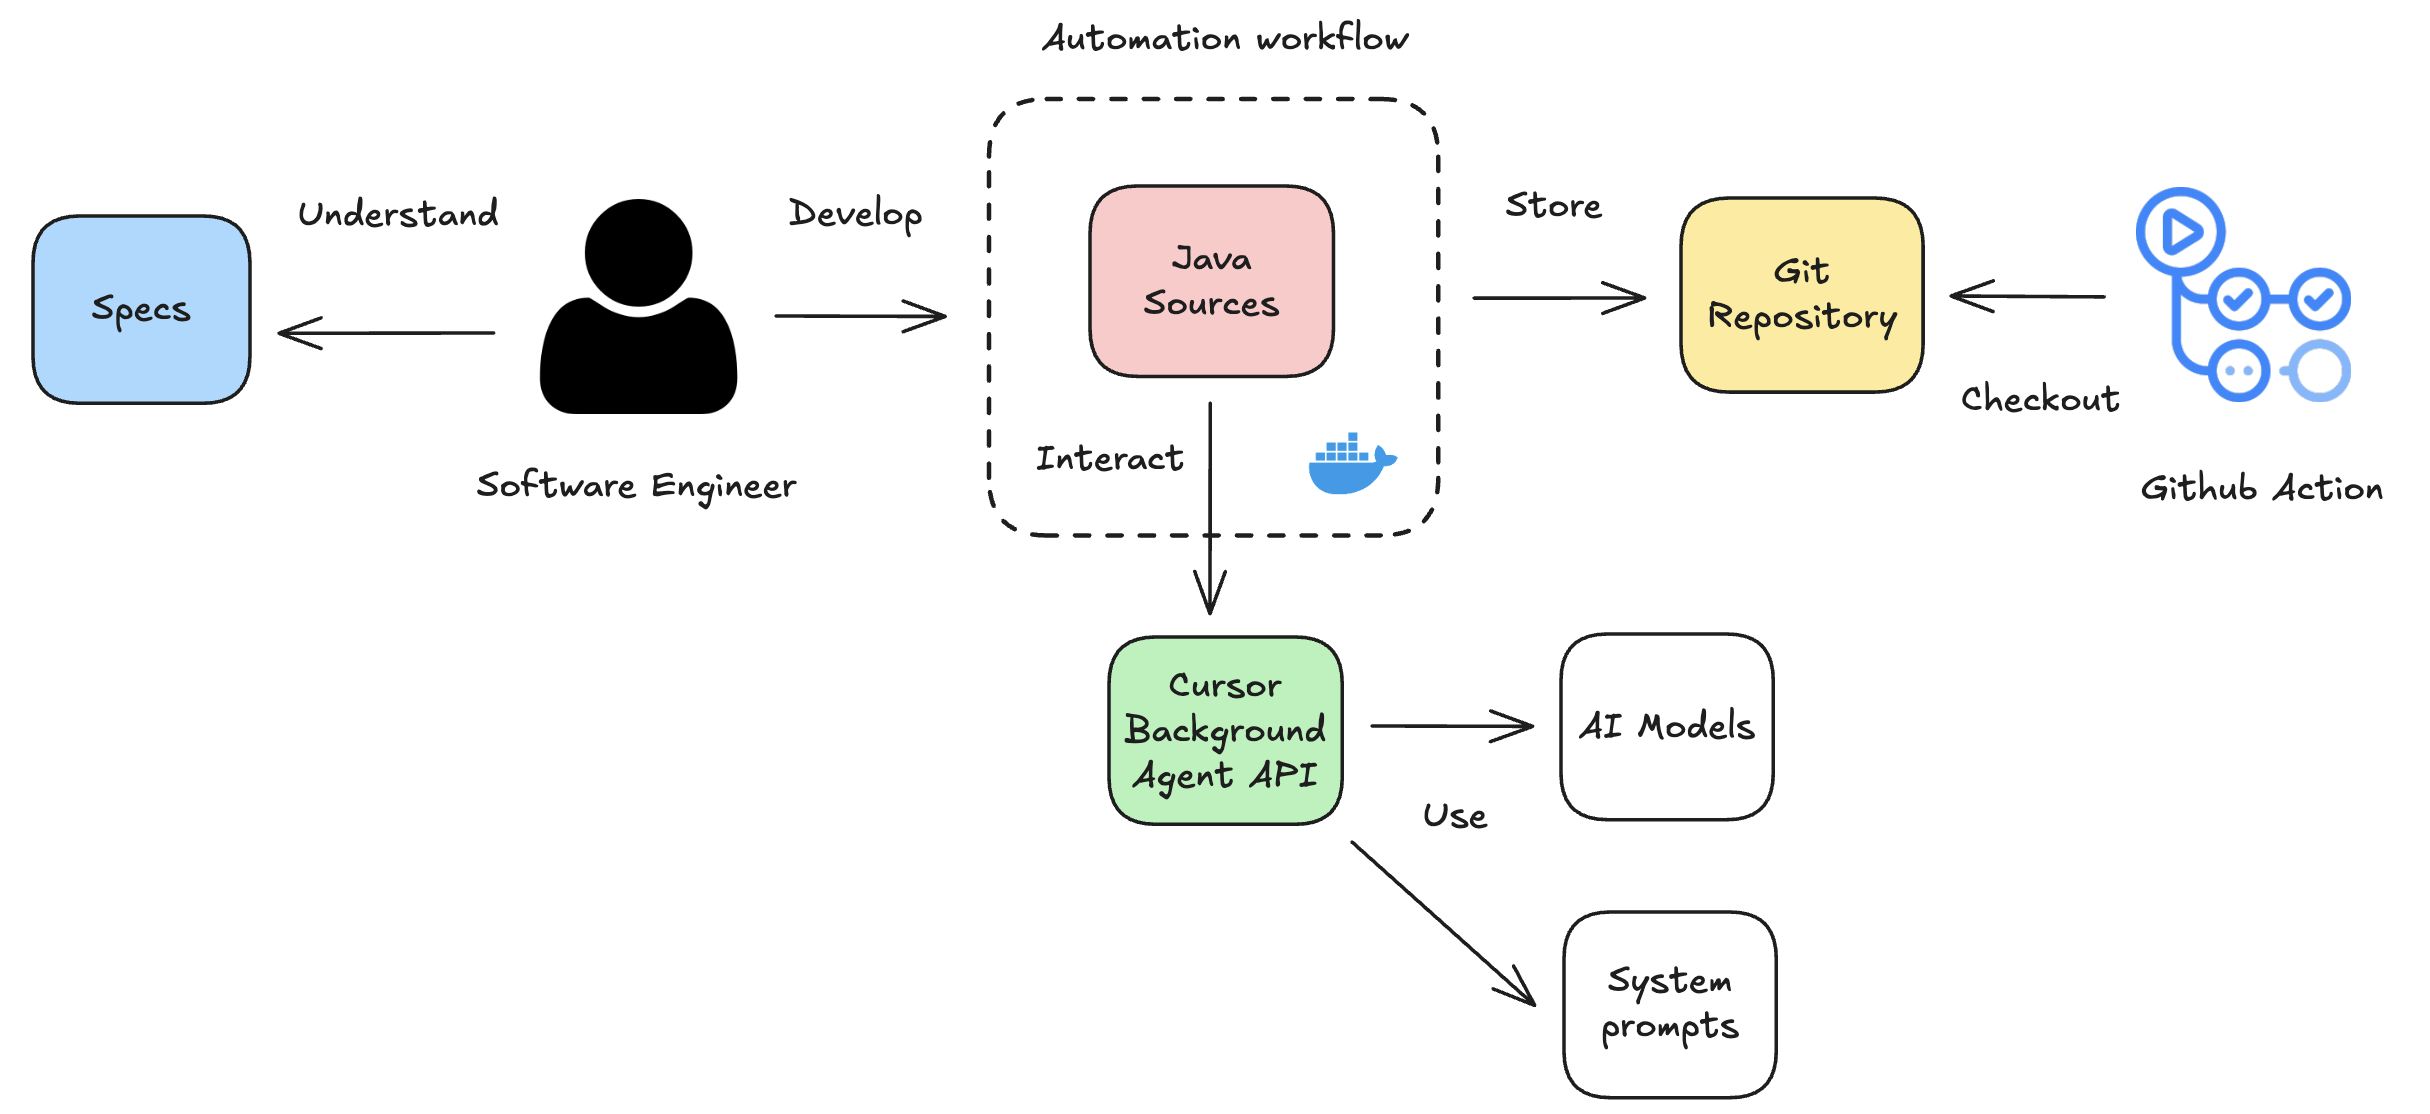 Automation workflow
Understand
Develop
Store
Specs
Java
Sources
Git
Repository
Checkout
Interact
Software Engineer
Github Action
Cursor
Background
Agent API
AI Models
Use
System
prompts